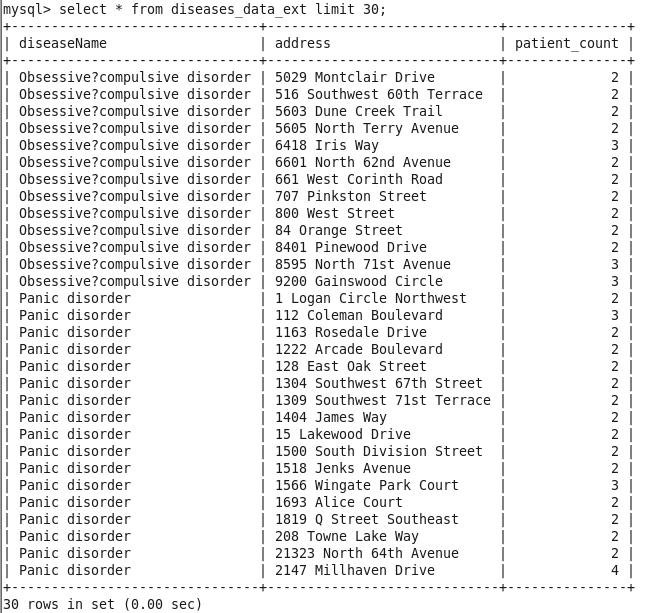 mysql> select * from diseases_data_ext limit 30;
+-------------------------------+-----------------------------+---------------+
| diseaseName                   | address                     | patient_count |
+-------------------------------+-----------------------------+---------------+
| Obsessive?compulsive disorder | 5029 Montclair Drive        |             2 |
| Obsessive?compulsive disorder | 516 Southwest 60th Terrace  |             2 |
| Obsessive?compulsive disorder | 5603 Dune Creek Trail       |             2 |
| Obsessive?compulsive disorder | 5605 North Terry Avenue     |             2 |
| Obsessive?compulsive disorder | 6418 Iris Way               |             3 |
| Obsessive?compulsive disorder | 6601 North 62nd Avenue      |             2 |
| Obsessive?compulsive disorder | 661 West Corinth Road       |             2 |
| Obsessive?compulsive disorder | 707 Pinkston Street         |             2 |
| Obsessive?compulsive disorder | 800 West Street             |             2 |
| Obsessive?compulsive disorder | 84 Orange Street            |             2 |
| Obsessive?compulsive disorder | 8401 Pinewood Drive         |             2 |
| Obsessive?compulsive disorder | 8595 North 71st Avenue      |             3 |
| Obsessive?compulsive disorder | 9200 Gainswood Circle       |             3 |
| Panic disorder                | 1 Logan Circle Northwest    |             2 |
| Panic disorder                | 112 Coleman Boulevard       |             3 |
| Panic disorder                | 1163 Rosedale Drive         |             2 |
| Panic disorder                | 1222 Arcade Boulevard       |             2 |
| Panic disorder                | 128 East Oak Street         |             2 |
| Panic disorder                | 1304 Southwest 67th Street  |             2 |
| Panic disorder                | 1309 Southwest 71st Terrace |             2 |
| Panic disorder                | 1404 James Way              |             2 |
| Panic disorder                | 15 Lakewood Drive           |             2 |
| Panic disorder                | 1500 South Division Street  |             2 |
| Panic disorder                | 1518 Jenks Avenue           |             2 |
| Panic disorder                | 1566 Wingate Park Court     |             3 |
| Panic disorder                | 1693 Alice Court            |             2 |
| Panic disorder                | 1819 Q Street Southeast     |             2 |
| Panic disorder                | 208 Towne Lake Way          |             2 |
| Panic disorder                | 21323 North 64th Avenue     |             2 |
| Panic disorder                | 2147 Millhaven Drive        |             4 |
+-------------------------------+-----------------------------+---------------+
30 rows in set (0.00 sec)